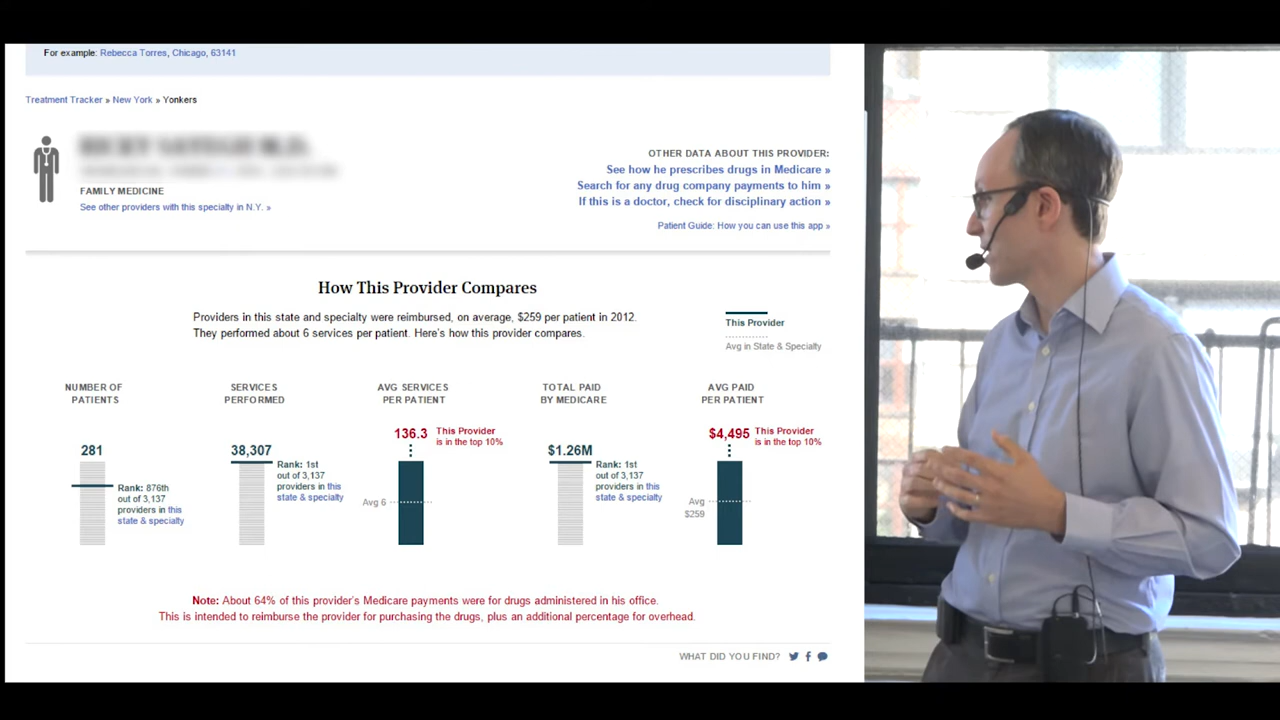 For example: Rebecca Torres, Chicago, 63141
Treatment Tracker » New York » Yonkers
FAMILY MEDICINE
See other providers with this specialty in N.Y. »
OTHER DATA ABOUT THIS PROVIDER:
See how he prescribes drugs in Medicare »
Search for any drug company payments to him »
If this is a doctor, check for disciplinary action »
Patient Guide: How you can use this app »
How This Provider Compares
Providers in this state and specialty were reimbursed, on average, $259 per patient in 2012.
They performed about 6 services per patient. Here's how this provider compares.
This Provider
Avg in State & Specialty
NUMBER OF
PATIENTS
281
Rank: 876th
out of 3,137
providers in this
state & specialty
SERVICES
PERFORMED
38,307
Rank: 1st
out of 3,137
providers in this
state & specialty
AVG SERVICES
PER PATIENT
136.3
This Provider
is in the top 10%
Avg 6
TOTAL PAID
BY MEDICARE
$1.26M
Rank: 1st
out of 3,137
providers in this
state & specialty
AVG PAID
PER PATIENT
$4,495
This Provider
is in the top 10%
Avg
$259
Note: About 64% of this provider's Medicare payments were for drugs administered in his office.
This is intended to reimburse the provider for purchasing the drugs, plus an additional percentage for overhead.
WHAT DID YOU FIND?